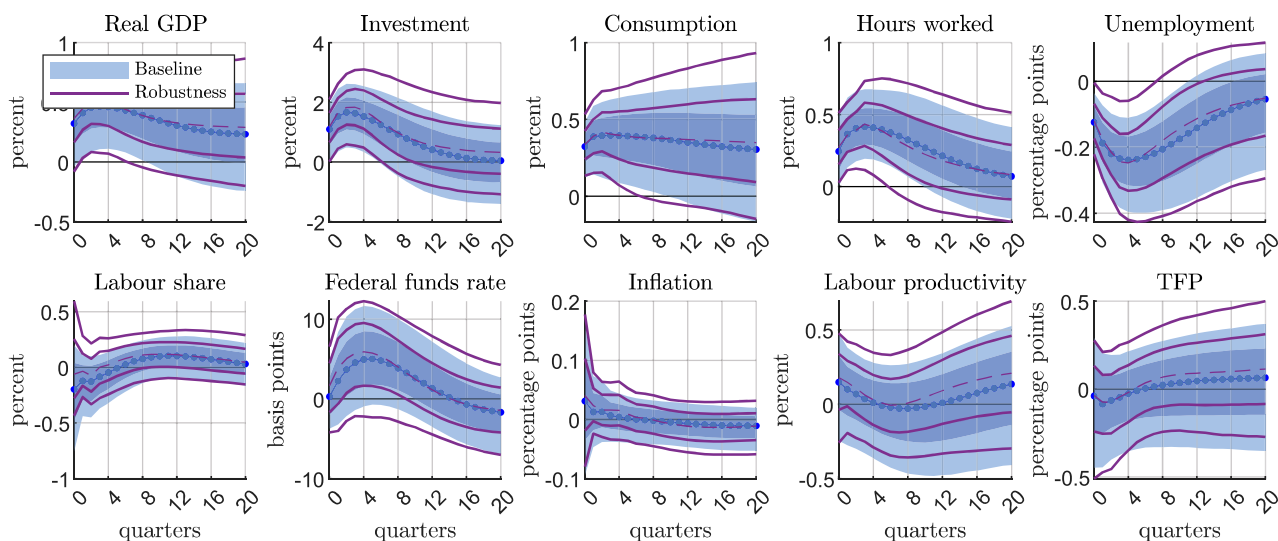 Real GDP Investment Consumption Hours worked Unemployment
Baseline
Robustness
percent
1
0
-0.5
0 4 8 12 16 20
percent
4
2
0
-2
0 4 8 12 16 20
percent
1
0.5
0
0 4 8 12 16 20
percent
1
0.5
0
0 4 8 12 16 20
percentage points
0
-0.2
-0.4
0 4 8 12 16 20
Labour share Federal funds rate Inflation Labour productivity TFP
percent
0.5
0
-0.5
-1
0 4 8 12 16 20
quarters
basis points
10
0
-10
0 4 8 12 16 20
quarters
percentage points
0.2
0.1
0
-0.1
0 4 8 12 16 20
quarters
percent
0.5
0
-0.5
0 4 8 12 16 20
quarters
percentage points
0.5
0
-0.5
0 4 8 12 16 20
quarters